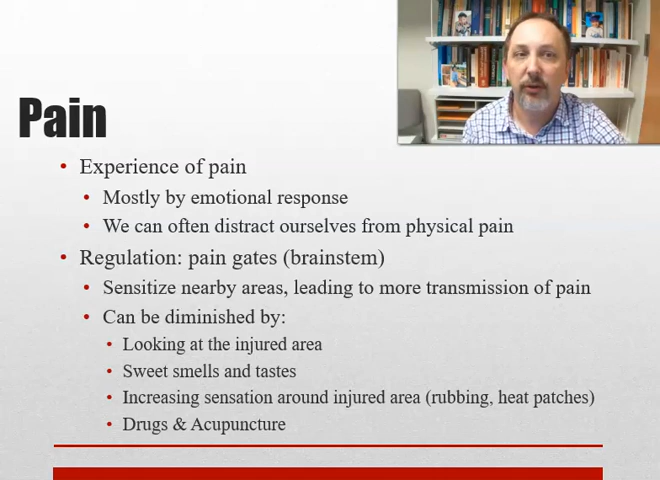 Pain
• Experience of pain
• Mostly by emotional response
• We can often distract ourselves from physical pain
• Regulation: pain gates (brainstem)
• Sensitize nearby areas, leading to more transmission of pain
• Can be diminished by:
• Looking at the injured area
• Sweet smells and tastes
• Increasing sensation around injured area (rubbing, heat patches)
• Drugs & Acupuncture